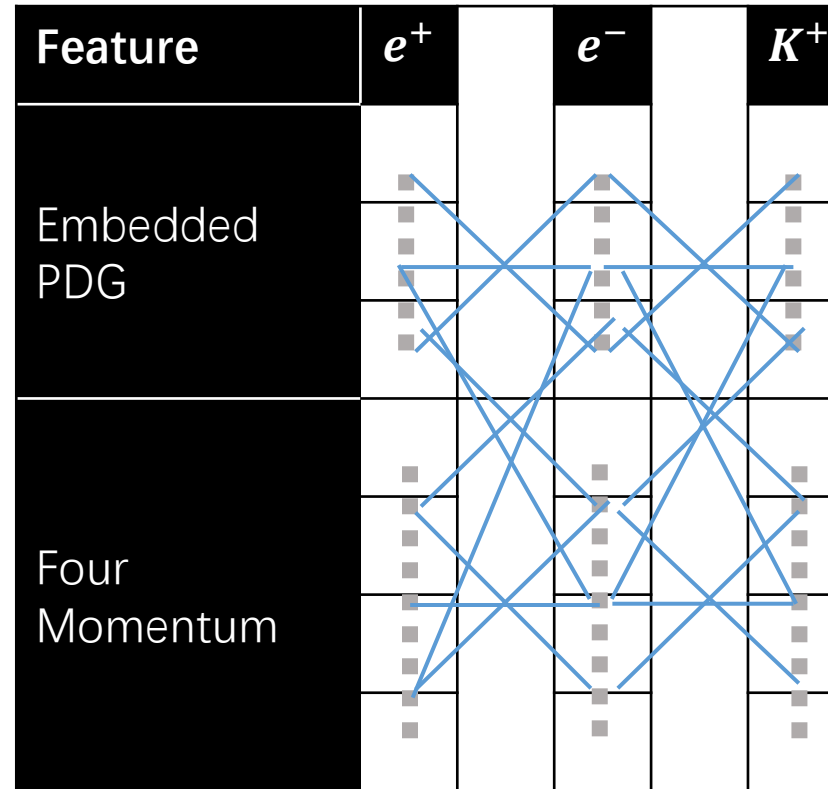 Feature e⁺ e⁻ K⁺
Embedded
PDG
Four
Momentum